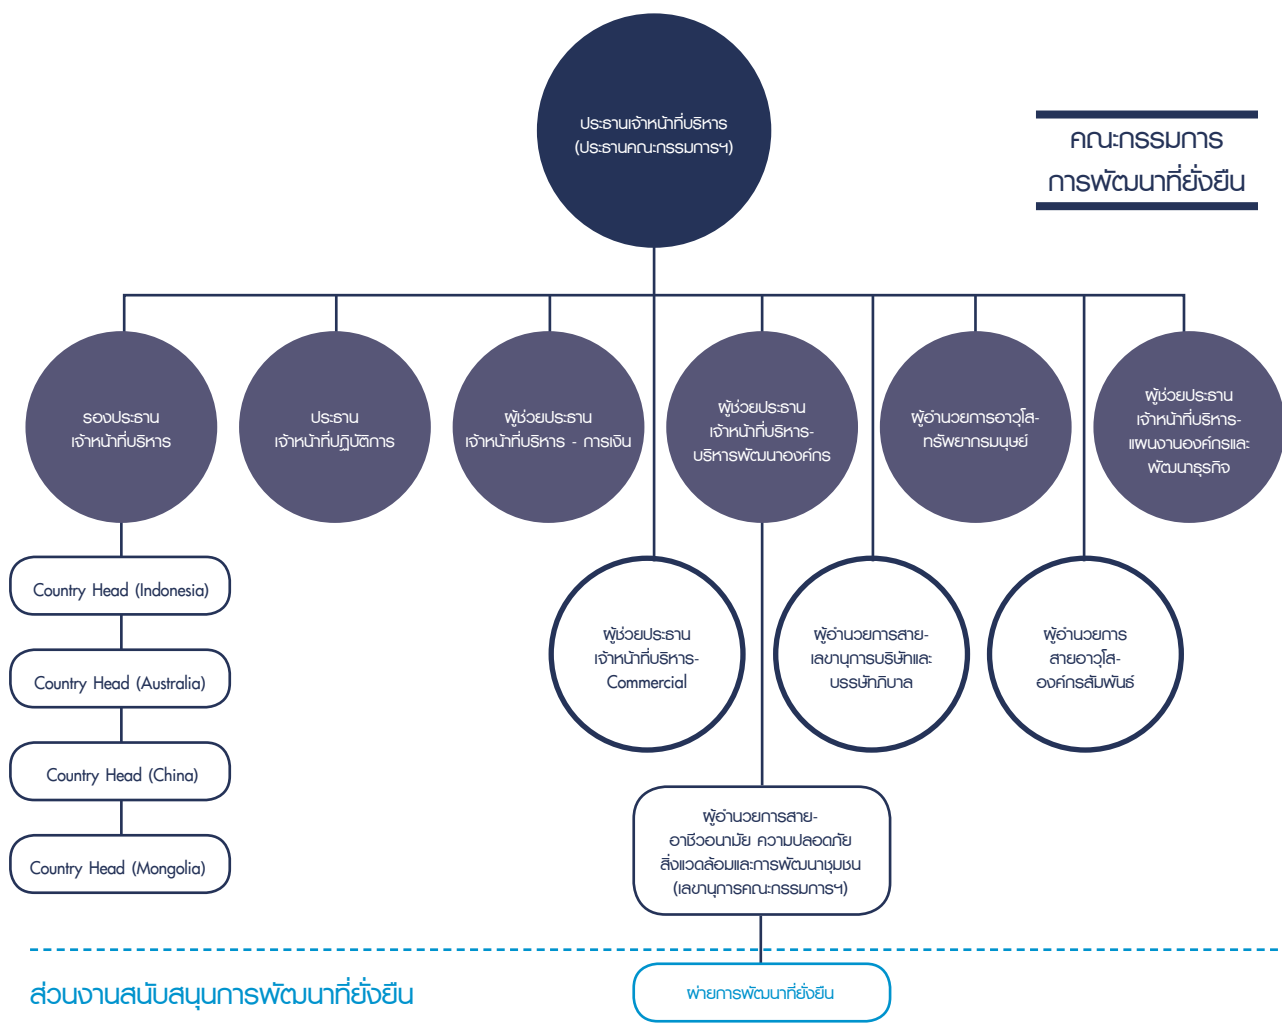 ประธานเจ้าหน้าที่บริหาร
(ประธานคณะกรรมการฯ)
คณะกรรมการ
การพัฒนาที่ยั่งยืน
รองประธาน
เจ้าหน้าที่บริหาร
ประธาน
เจ้าหน้าที่ปฏิบัติการ
ผู้ช่วยประธาน
เจ้าหน้าที่บริหาร - การเงิน
ผู้ช่วยประธาน
เจ้าหน้าที่บริหาร-
บริหารพัฒนาองค์กร
ผู้อำนวยการอาวุโส-
ทรัพยากรมนุษย์
ผู้ช่วยประธาน
เจ้าหน้าที่บริหาร-
แผนงานองค์กรและ
พัฒนาธุรกิจ
Country Head (Indonesia)
Country Head (Australia)
Country Head (China)
Country Head (Mongolia)
ผู้ช่วยประธาน
เจ้าหน้าที่บริหาร-
Commercial
ผู้อำนวยการสาย-
เลขานุการบริษัทและ
บรรษัทภิบาล
ผู้อำนวยการ
สายอาวุโส-
องค์กรสัมพันธ์
ผู้อำนวยการสาย-
อาชีวอนามัย ความปลอดภัย
สิ่งแวดล้อมและการพัฒนาชุมชน
(เลขานุการคณะกรรมการฯ)
ส่วนงานสนับสนุนการพัฒนาที่ยั่งยืน
ฝ่ายการพัฒนาที่ยั่งยืน